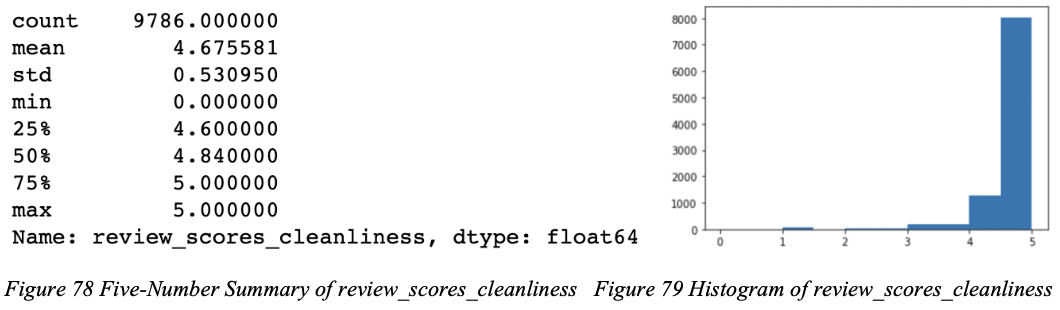 count 9786.000000
mean 4.675581
std 0.530950
min 0.000000
25% 4.600000
50% 4.840000
75% 5.000000
max 5.000000
Name: review_scores_cleanliness, dtype: float64
8000
7000
6000
5000
4000
3000
2000
1000
0
0 1 2 3 4 5
Figure 78 Five-Number Summary of review_scores_cleanliness Figure 79 Histogram of review_scores_cleanliness